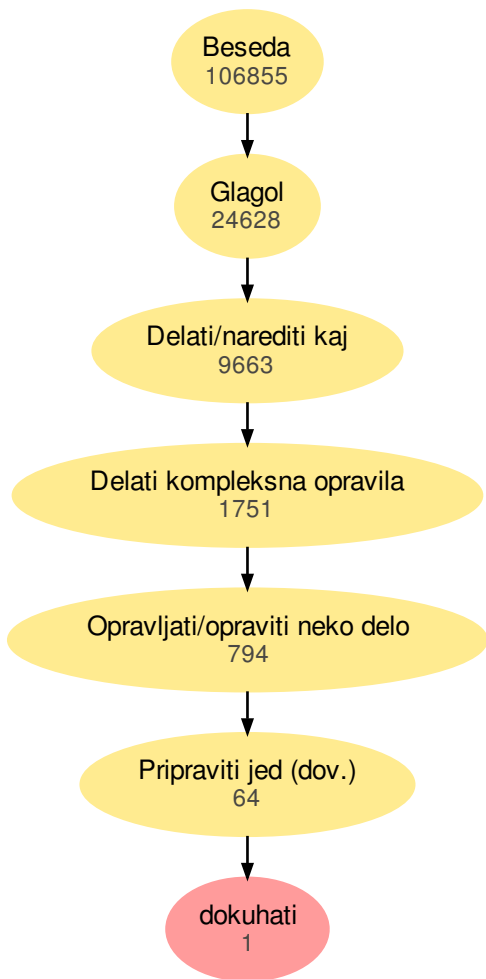 Beseda
106855
Glagol
24628
Delati/narediti kaj
9663
Delati kompleksna opravila
1751
Opravljati/opraviti neko delo
794
Pripraviti jed (dov.)
64
dokuhati
1